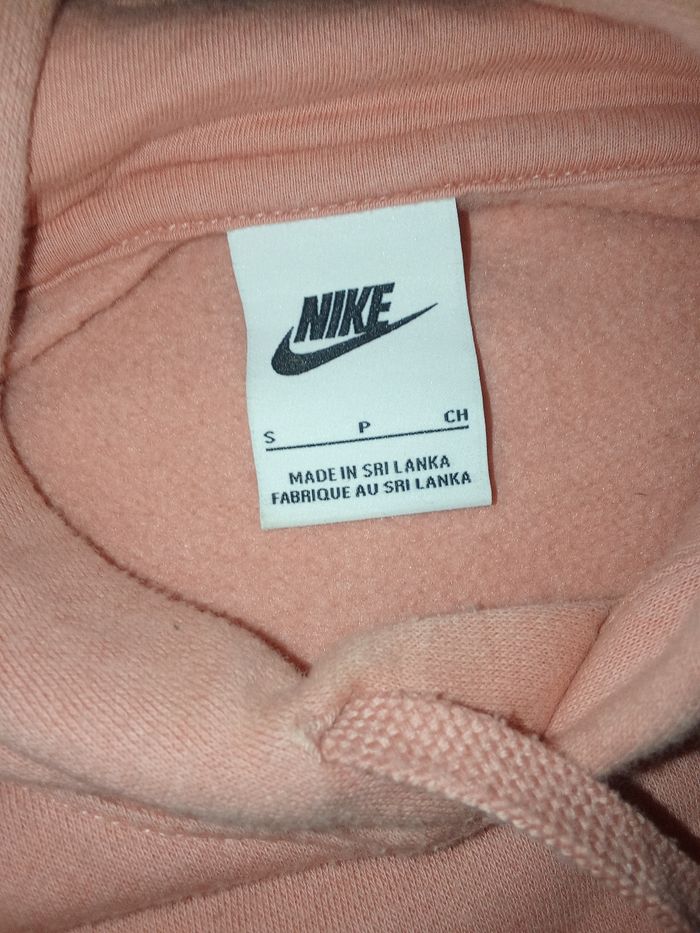 NIKE
S P CH
MADE IN SRI LANKA
FABRIQUE AU SRI LANKA